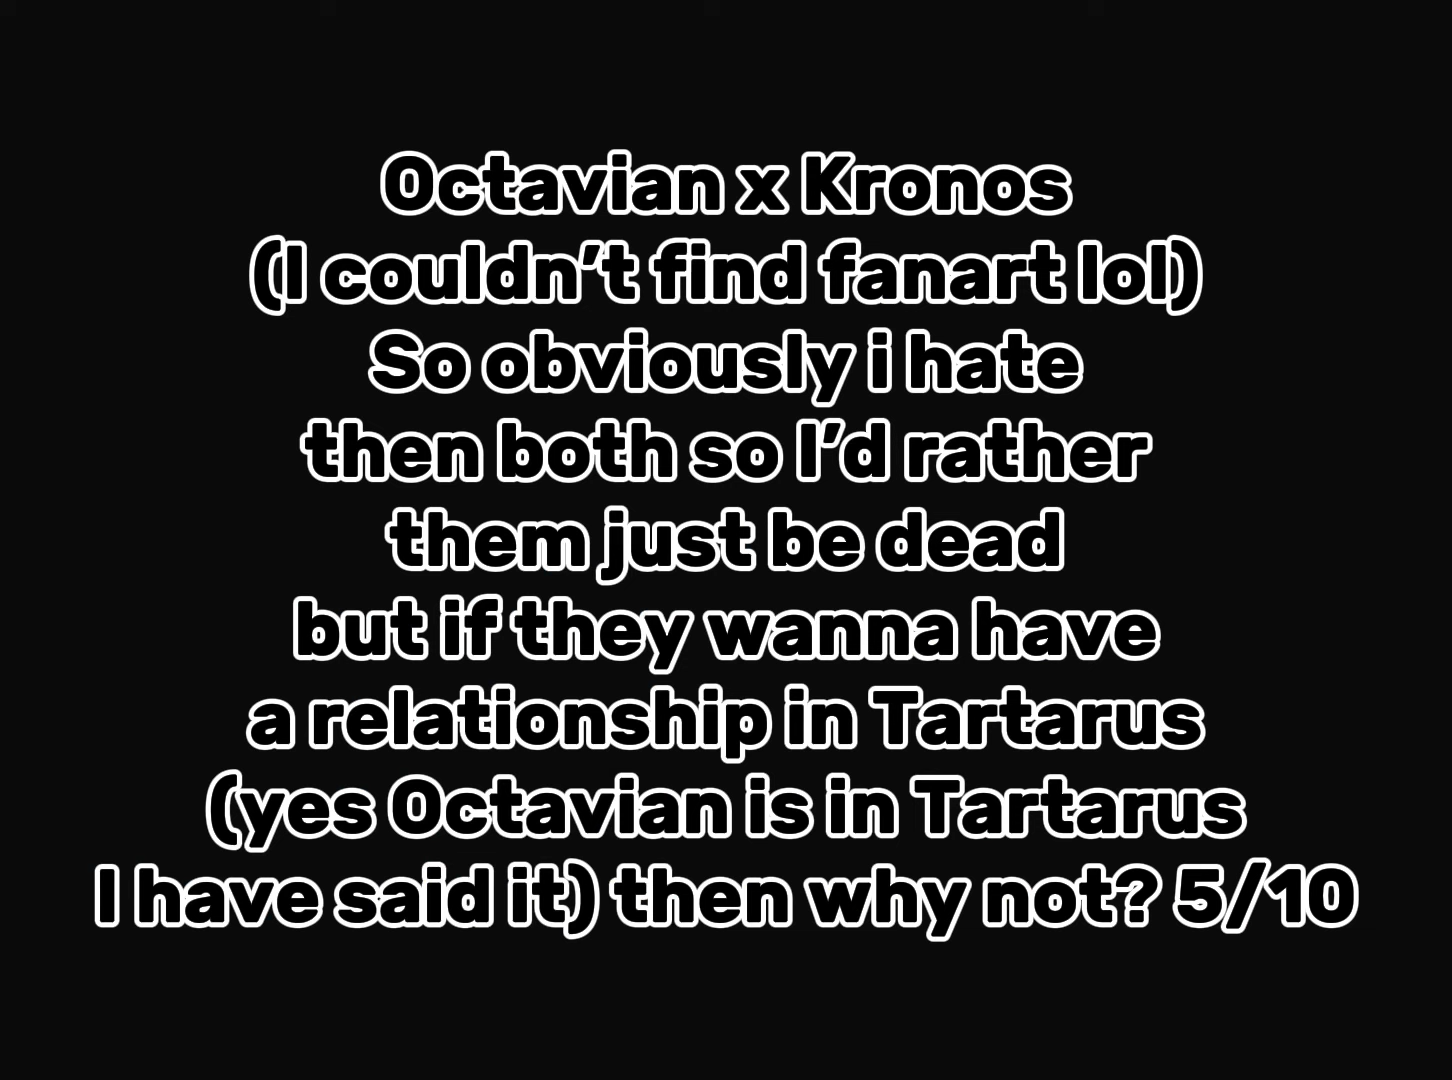 Octavian x Kronos
(I couldn’t find fanart lol)
So obviously i hate
then both so I’d rather
them just be dead
but if they wanna have
a relationship in Tartarus
(yes Octavian is in Tartarus
I have said it) then why not? 5/10